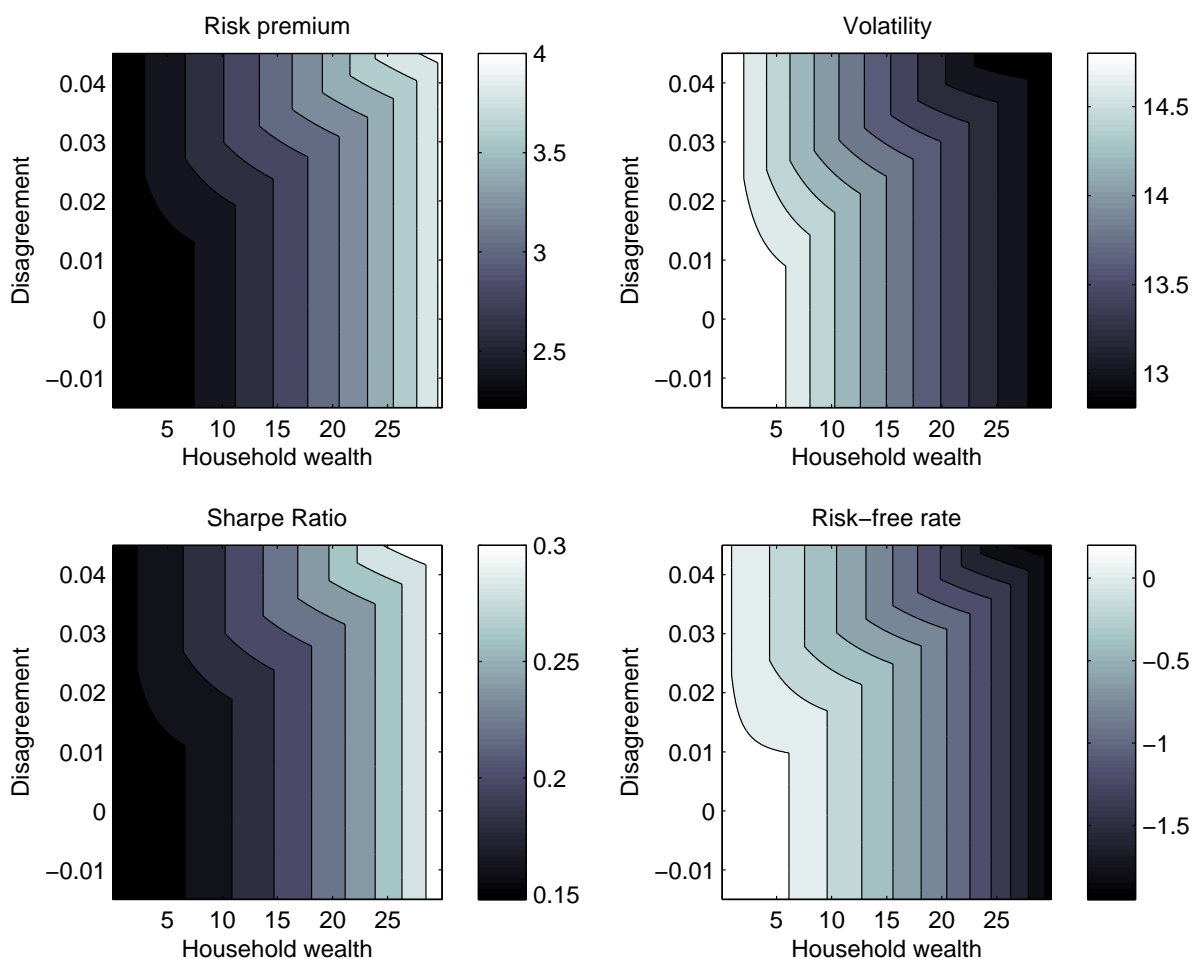 Risk premium
Disagreement
0.04
0.03
0.02
0.01
0
−0.01
5 10 15 20 25
Household wealth
4
3.5
3
2.5
Volatility
Disagreement
0.04
0.03
0.02
0.01
0
−0.01
5 10 15 20 25
Household wealth
14.5
14
13.5
13
Sharpe Ratio
Disagreement
0.04
0.03
0.02
0.01
0
−0.01
5 10 15 20 25
Household wealth
0.3
0.25
0.2
0.15
Risk−free rate
Disagreement
0.04
0.03
0.02
0.01
0
−0.01
5 10 15 20 25
Household wealth
0
−0.5
−1
−1.5